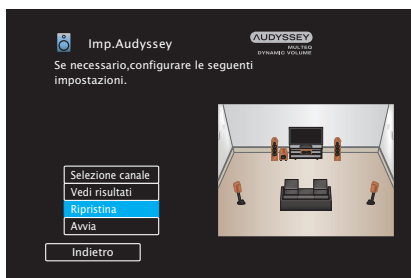 Imp.Audyssey
AUDYSSEY
MULTEQ
DYNAMIC VOLUME
Se necessario,configurare le seguenti
impostazioni.
Selezione canale
Vedi risultati
Ripristina
Avvia
Indietro